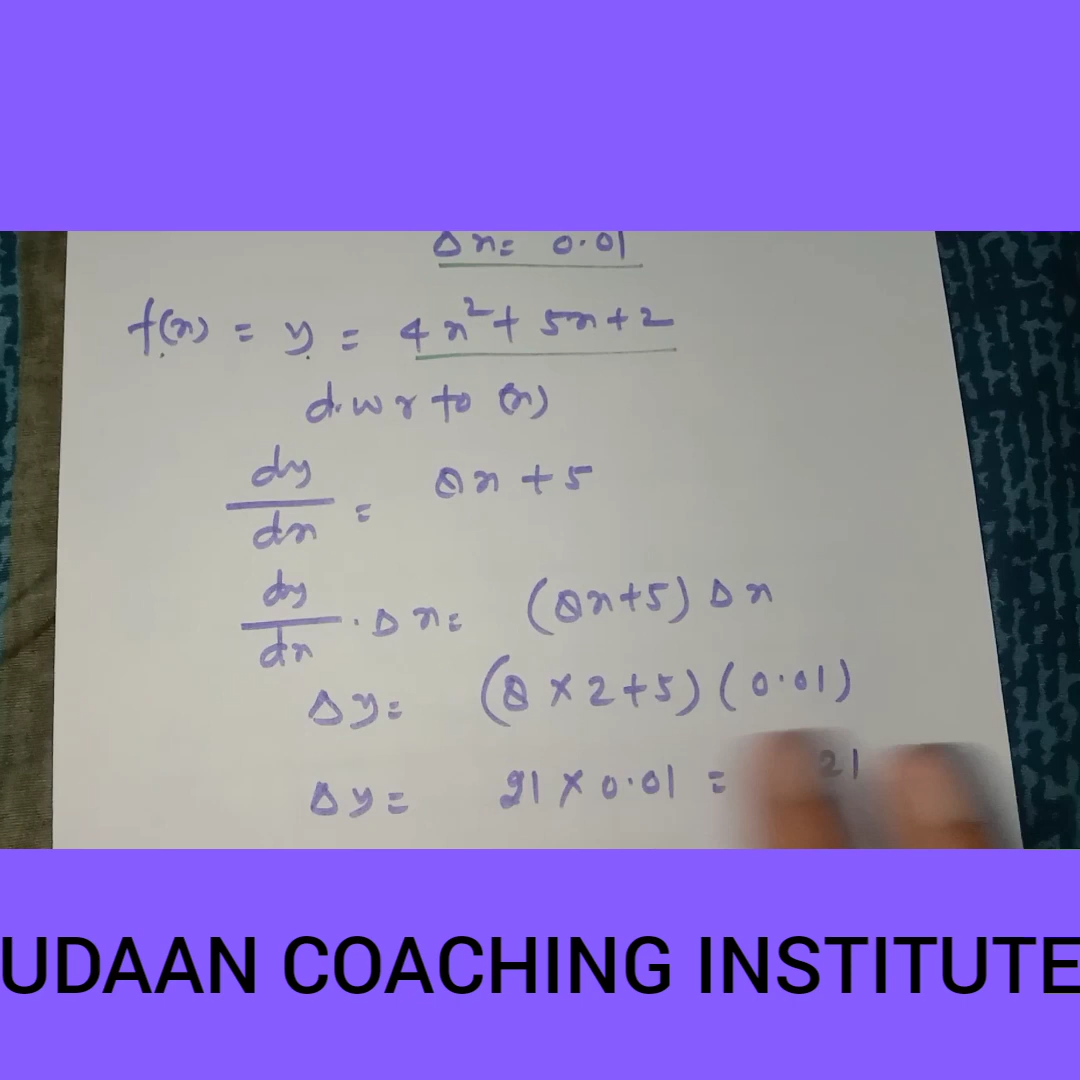 Δx= 0.01
f(x) = y = 4x²+ 5x+2
d.w r to (x)
dy/dx = 8x +5
dy/dx . Δx= (8x+5) Δx
Δy= (8 × 2+5) (0.01)
Δy= 21 × 0.01 = 21
UDAAN COACHING INSTITUTE